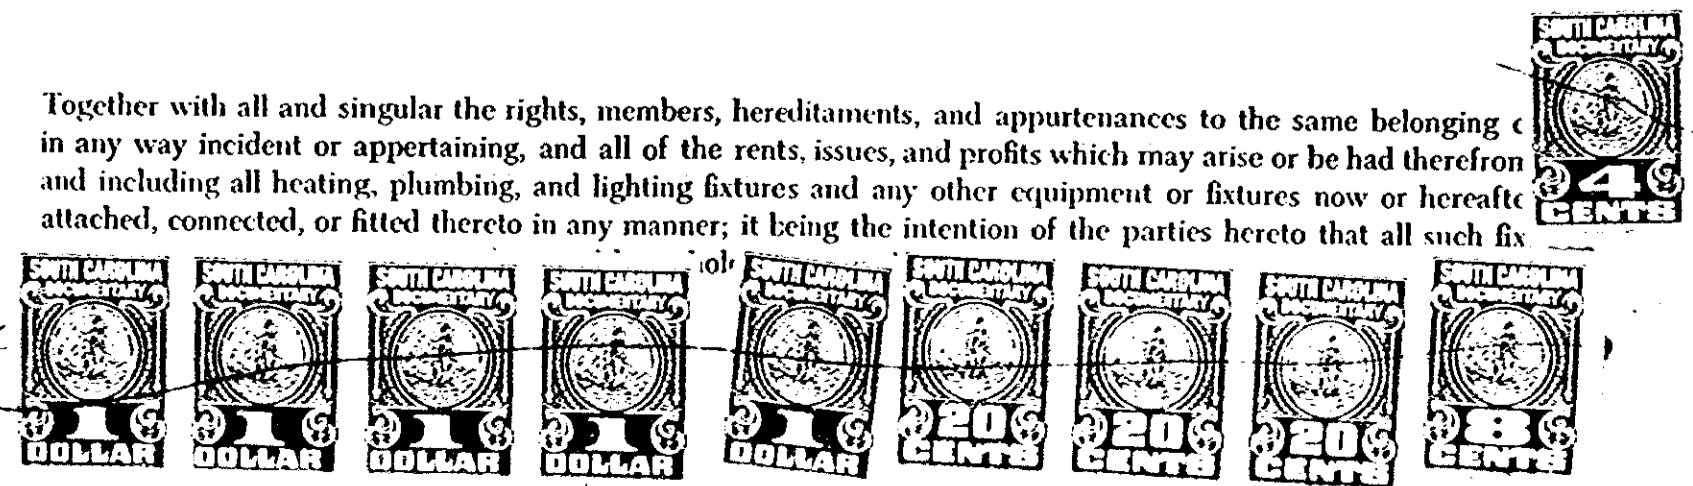 SOUTH CAROLINA
DOCUMENTARY
4
CENTS
Together with all and singular the rights, members, hereditaments, and appurtenances to the same belonging
in any way incident or appertaining, and all of the rents, issues, and profits which may arise or be had therefrom
and including all heating, plumbing, and lighting fixtures and any other equipment or fixtures now or hereafte
attached, connected, or fitted thereto in any manner; it being the intention of the parties hereto that all such fix
SOUTH CAROLINA
DOCUMENTARY
1
DOLLAR
SOUTH CAROLINA
DOCUMENTARY
1
DOLLAR
SOUTH CAROLINA
DOCUMENTARY
1
DOLLAR
SOUTH CAROLINA
DOCUMENTARY
1
DOLLAR
SOUTH CAROLINA
DOCUMENTARY
1
DOLLAR
SOUTH CAROLINA
DOCUMENTARY
20
CENTS
SOUTH CAROLINA
DOCUMENTARY
20
CENTS
SOUTH CAROLINA
DOCUMENTARY
20
CENTS
SOUTH CAROLINA
DOCUMENTARY
8
CENTS